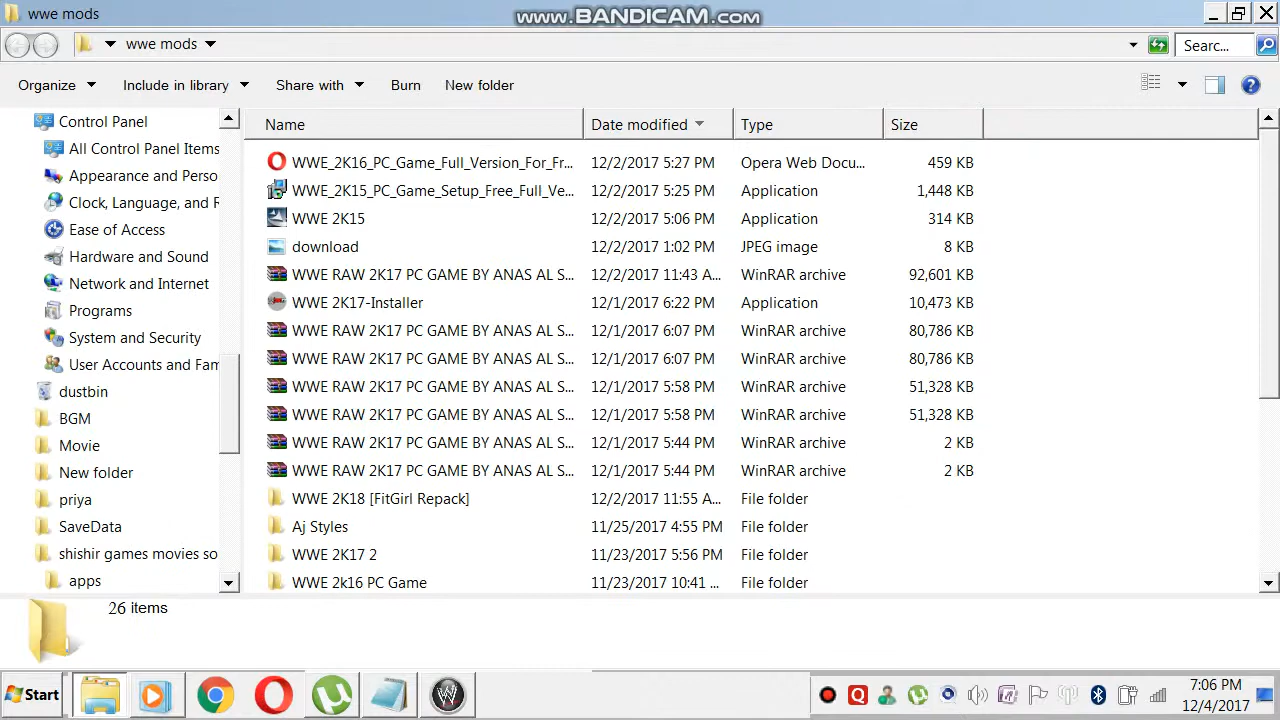 wwe mods
www.BANDICAM.com
wwe mods
Searc...
Organize
Include in library
Share with
Burn
New folder
Control Panel
All Control Panel Items
Appearance and Perso
Clock, Language, and R
Ease of Access
Hardware and Sound
Network and Internet
Programs
System and Security
User Accounts and Fam
dustbin
BGM
Movie
New folder
priya
SaveData
shishir games movies so
apps
Name Date modified Type Size
WWE_2K16_PC_Game_Full_Version_For_Fr... 12/2/2017 5:27 PM Opera Web Docu... 459 KB
WWE_2K15_PC_Game_Setup_Free_Full_Ve... 12/2/2017 5:25 PM Application 1,448 KB
WWE 2K15 12/2/2017 5:06 PM Application 314 KB
download 12/2/2017 1:02 PM JPEG image 8 KB
WWE RAW 2K17 PC GAME BY ANAS AL S... 12/2/2017 11:43 A... WinRAR archive 92,601 KB
WWE 2K17-Installer 12/1/2017 6:22 PM Application 10,473 KB
WWE RAW 2K17 PC GAME BY ANAS AL S... 12/1/2017 6:07 PM WinRAR archive 80,786 KB
WWE RAW 2K17 PC GAME BY ANAS AL S... 12/1/2017 6:07 PM WinRAR archive 80,786 KB
WWE RAW 2K17 PC GAME BY ANAS AL S... 12/1/2017 5:58 PM WinRAR archive 51,328 KB
WWE RAW 2K17 PC GAME BY ANAS AL S... 12/1/2017 5:58 PM WinRAR archive 51,328 KB
WWE RAW 2K17 PC GAME BY ANAS AL S... 12/1/2017 5:44 PM WinRAR archive 2 KB
WWE RAW 2K17 PC GAME BY ANAS AL S... 12/1/2017 5:44 PM WinRAR archive 2 KB
WWE 2K18 [FitGirl Repack] 12/2/2017 11:55 A... File folder
Aj Styles 11/25/2017 4:55 PM File folder
WWE 2K17 2 11/23/2017 5:56 PM File folder
WWE 2k16 PC Game 11/23/2017 10:41 ... File folder
26 items
Start
7:06 PM
12/4/2017